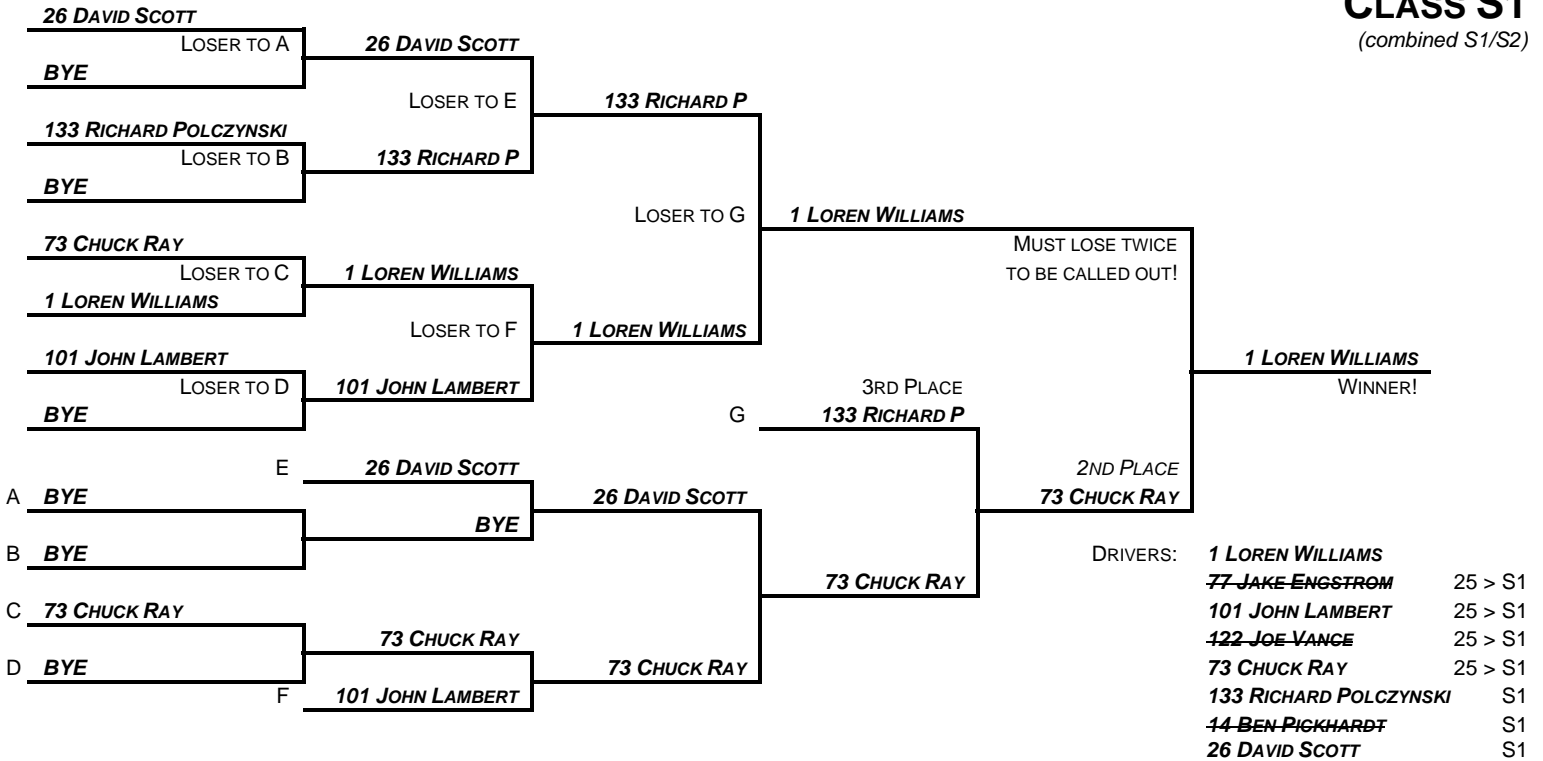 CLASS S1
(combined S1/S2)
26 DAVID SCOTT
LOSER TO A
26 DAVID SCOTT
BYE
LOSER TO E
133 RICHARD P
133 RICHARD POLCZYNSKI
LOSER TO B
133 RICHARD P
BYE
LOSER TO G
1 LOREN WILLIAMS
73 CHUCK RAY
MUST LOSE TWICE
LOSER TO C
1 LOREN WILLIAMS
TO BE CALLED OUT!
1 LOREN WILLIAMS
LOSER TO F
1 LOREN WILLIAMS
101 JOHN LAMBERT
1 LOREN WILLIAMS
LOSER TO D
101 JOHN LAMBERT
3RD PLACE
WINNER!
BYE
G
133 RICHARD P
E
26 DAVID SCOTT
2ND PLACE
A BYE
26 DAVID SCOTT
73 CHUCK RAY
BYE
B BYE
DRIVERS: 1 LOREN WILLIAMS
73 CHUCK RAY
77 JAKE ENGSTROM 25 > S1
C 73 CHUCK RAY
101 JOHN LAMBERT 25 > S1
73 CHUCK RAY
122 JOE VANCE 25 > S1
D BYE
73 CHUCK RAY
73 CHUCK RAY 25 > S1
F
101 JOHN LAMBERT
133 RICHARD POLCZYNSKI S1
14 BEN PICKHARDT S1
26 DAVID SCOTT S1